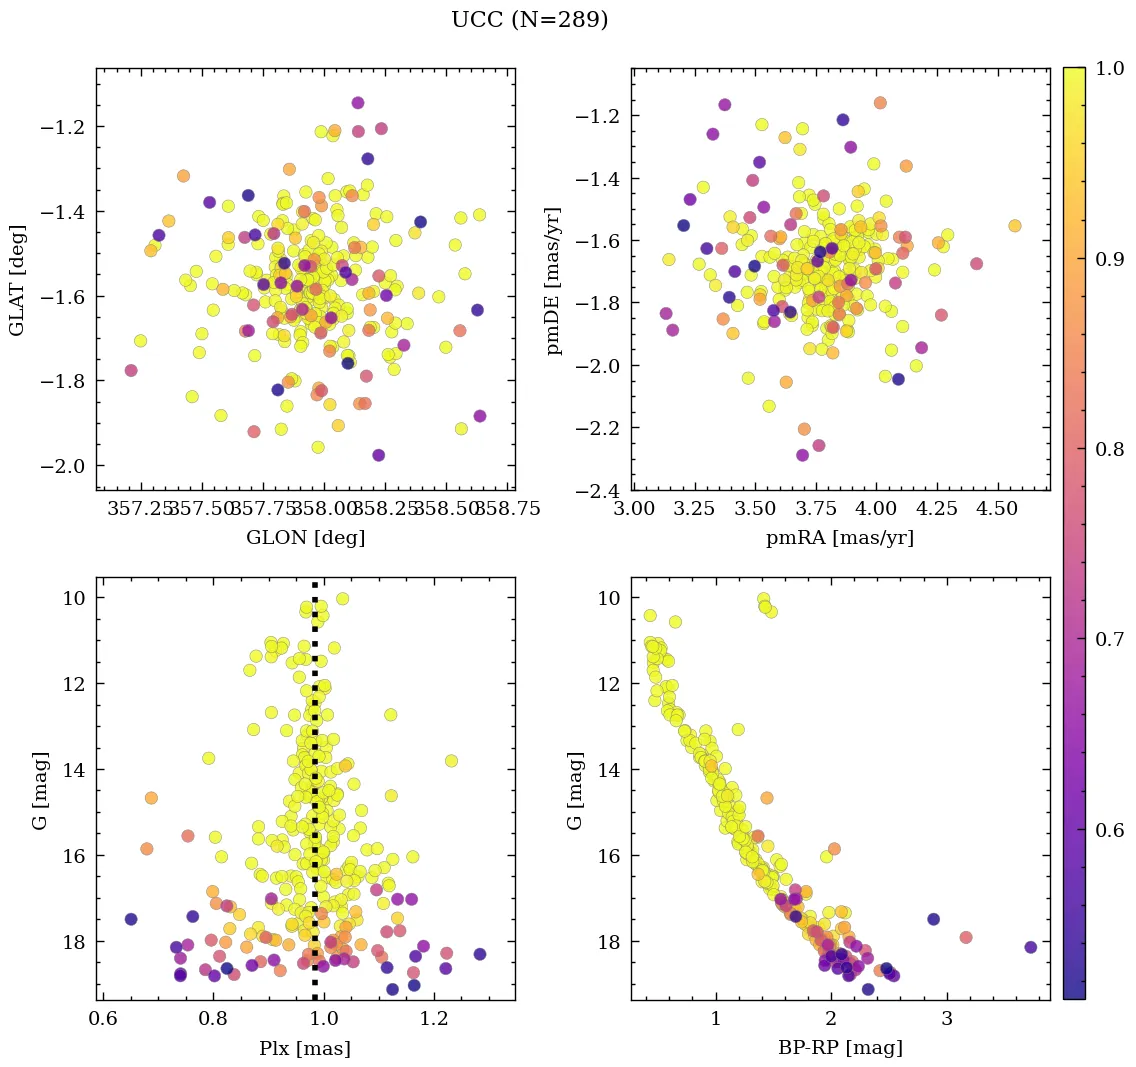 UCC (N=289)
−1.2
−1.4
−1.6
−1.8
−2.0
GLAT [deg]
357.25 357.50 357.75 358.00 358.25 358.50 358.75
GLON [deg]
−1.2
−1.4
−1.6
−1.8
−2.0
−2.2
−2.4
pmDE [mas/yr]
3.00 3.25 3.50 3.75 4.00 4.25 4.50
pmRA [mas/yr]
1.0
0.9
0.8
0.7
0.6
10
12
14
16
18
G [mag]
0.6 0.8 1.0 1.2
Plx [mas]
10
12
14
16
18
G [mag]
1 2 3
BP-RP [mag]